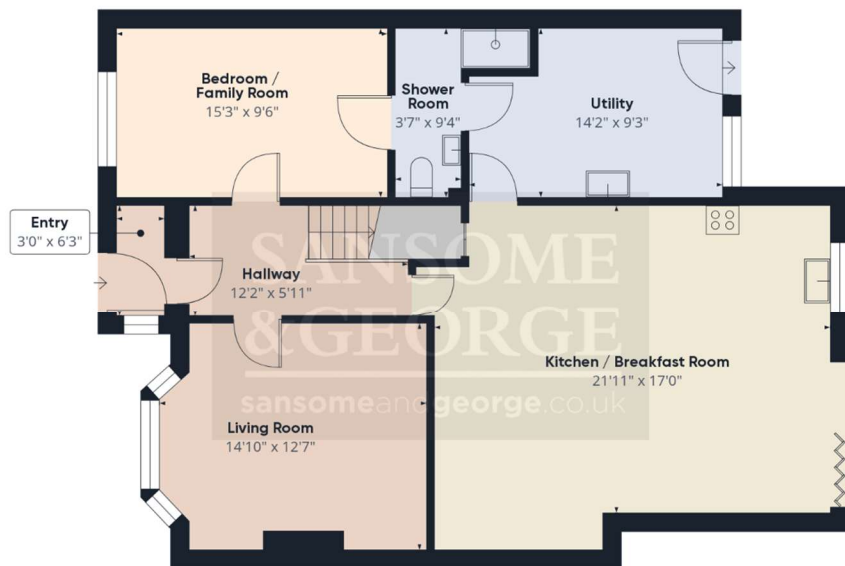 Bedroom /
Family Room
15'3" x 9'6"
Shower
Room
3'7" x 9'4"
Utility
14'2" x 9'3"
Entry
3'0" x 6'3"
Hallway
12'2" x 5'11"
SANSOME
&GEORGE
sansomeandgeorge.co.uk
Kitchen / Breakfast Room
21'11" x 17'0"
Living Room
14'10" x 12'7"